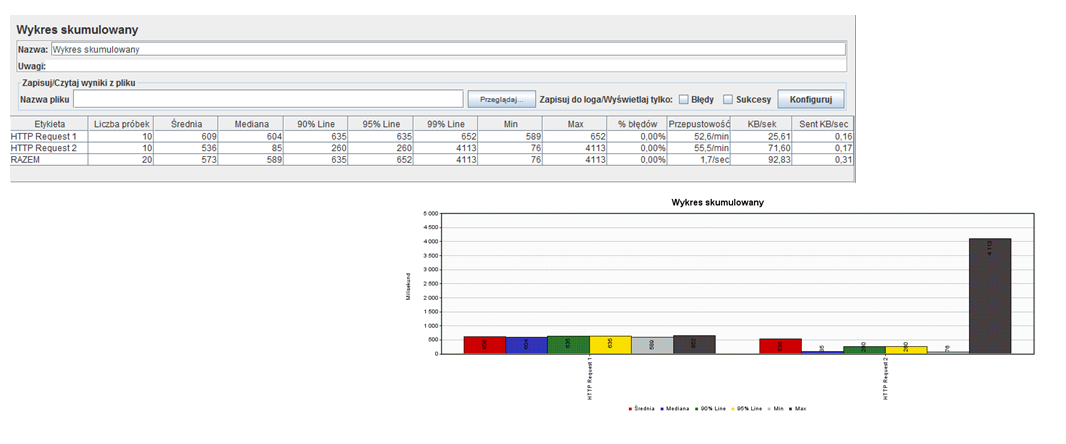 Wykres skumulowany
Nazwa: Wykres skumulowany
Uwagi:
Zapisuj/Czytaj wyniki z pliku
Nazwa pliku Przeglądaj... Zapisuj do loga/Wyświetlaj tylko: Błędy Sukcesy Konfiguruj
Etykieta Liczba próbek Średnia Mediana 90% Line 95% Line 99% Line Min Max % błędów Przepustowość KB/sek Sent KB/sec
HTTP Request 1 10 609 604 635 635 652 589 652 0,00% 52,6/min 25,61 0,16
HTTP Request 2 10 536 85 260 260 4113 76 4113 0,00% 55,5/min 71,60 0,17
RAZEM 20 573 589 635 652 4113 76 4113 0,00% 1,7/sec 92,83 0,31
Wykres skumulowany
5 000
4 500
4 000
3 500
3 000
2 500
2 000
1 500
1 000
500
0
Milisekund
609 604 635 635 589 652
536 85 260 260 76 4 113
HTTP Request 1
HTTP Request 2
Średnia Mediana 90% Line 95% Line Min Max